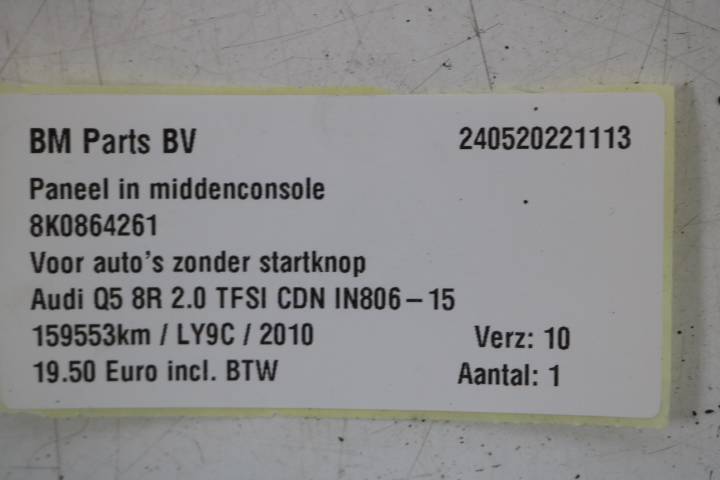 BM Parts BV 240520221113
Paneel in middenconsole
8K0864261
Voor auto's zonder startknop
Audi Q5 8R 2.0 TFSI CDN IN806-15
159553km / LY9C / 2010 Verz: 10
19.50 Euro incl. BTW Aantal: 1